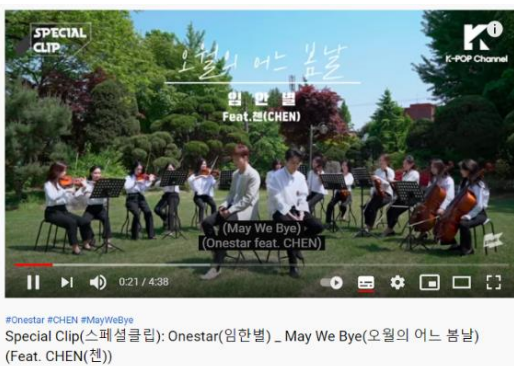 SPECIAL
CLIP
K-POP Channel
오월의 어느 봄날
임 한 별
Feat.첸(CHEN)
(May We Bye)
(Onestar feat. CHEN)
0:21 / 4:38
#Onestar #CHEN #MayWeBye
Special Clip(스페셜클립): Onestar(임한별) _ May We Bye(오월의 어느 봄날)
(Feat. CHEN(첸))